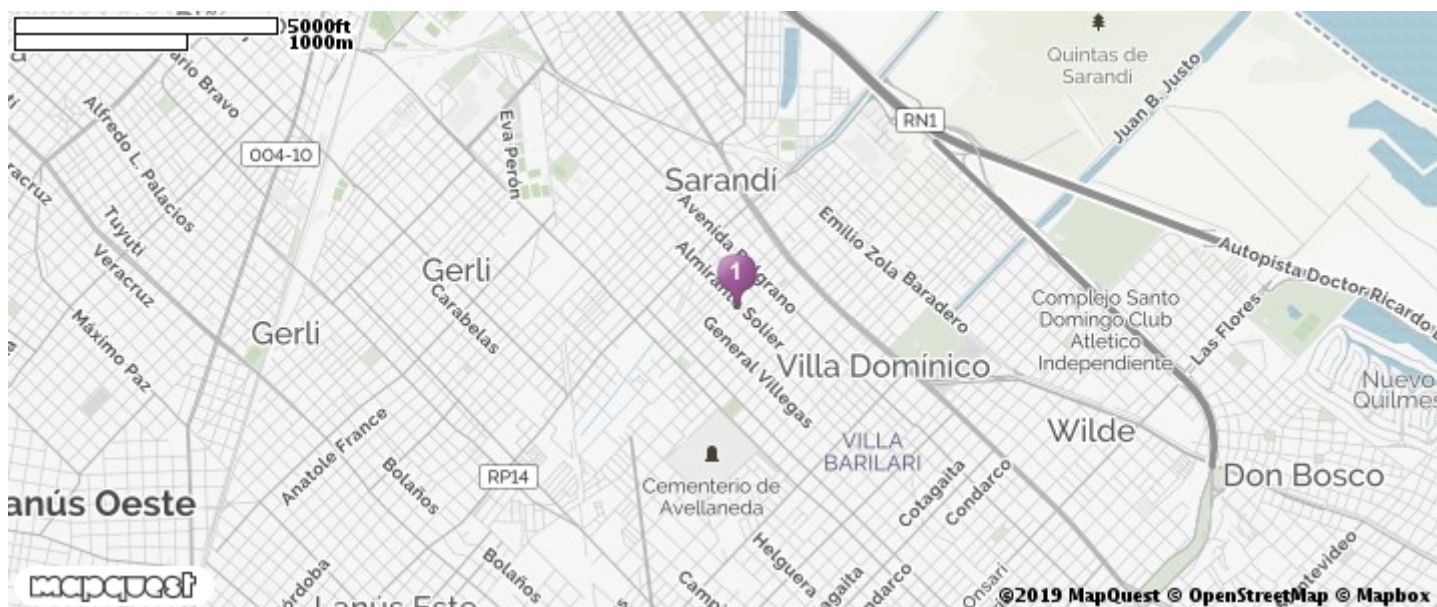 5000ft
1000m
Quintas de
Sarandí
Juan B. Justo
RN1
Alfredo L. Palacios
004-10
Eva Perón
Sarandí
Avenida Belgrano
Emilio Zola Baradero
Tuyuti
Veracruz
Almirante Solier
1
Autopista Doctor Ricardo
Gerli
Carabelas
Complejo Santo
Domingo Club
Atletico
Independiente
Las Flores
Gerli
General Villegas
Máximo Paz
Villa Domínico
Nuevo
Quilmes
Anatole France
Wilde
VILLA
BARILARI
Bolaños
RP14
Cementerio de
Avellaneda
Cotagaita
Condarco
Don Bosco
anús Oeste
Helguera
Bolaños
mapquest
©2019 MapQuest © OpenStreetMap © Mapbox